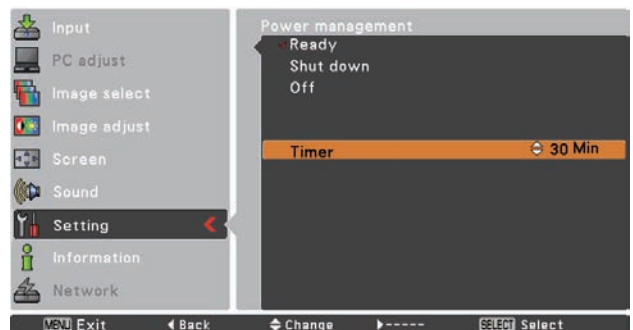 Input
PC adjust
Image select
Image adjust
Screen
Sound
Setting
Information
Network
Power management
Ready
Shut down
Off
Timer 30 Min
MENU Exit Back Change ----- SELECT Select